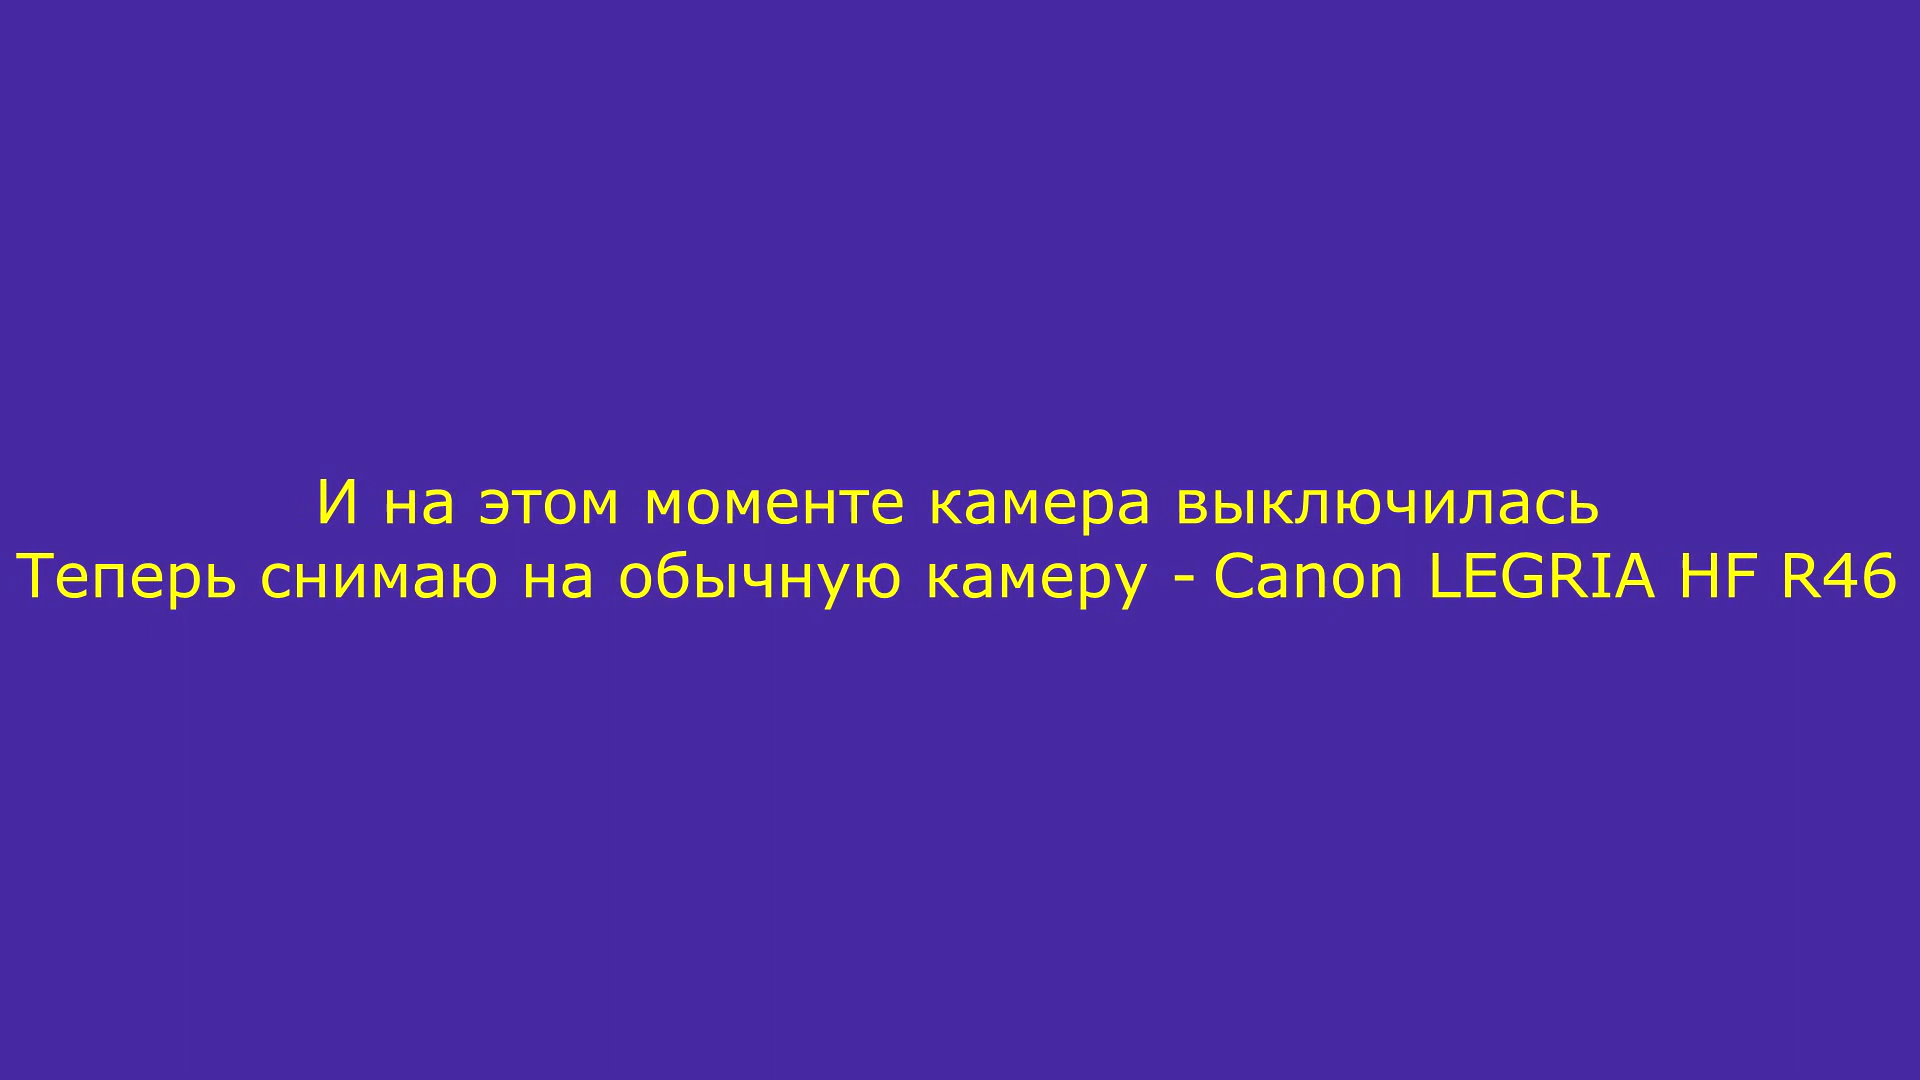 И на этом моменте камера выключилась
Теперь снимаю на обычную камеру - Canon LEGRIA HF R46